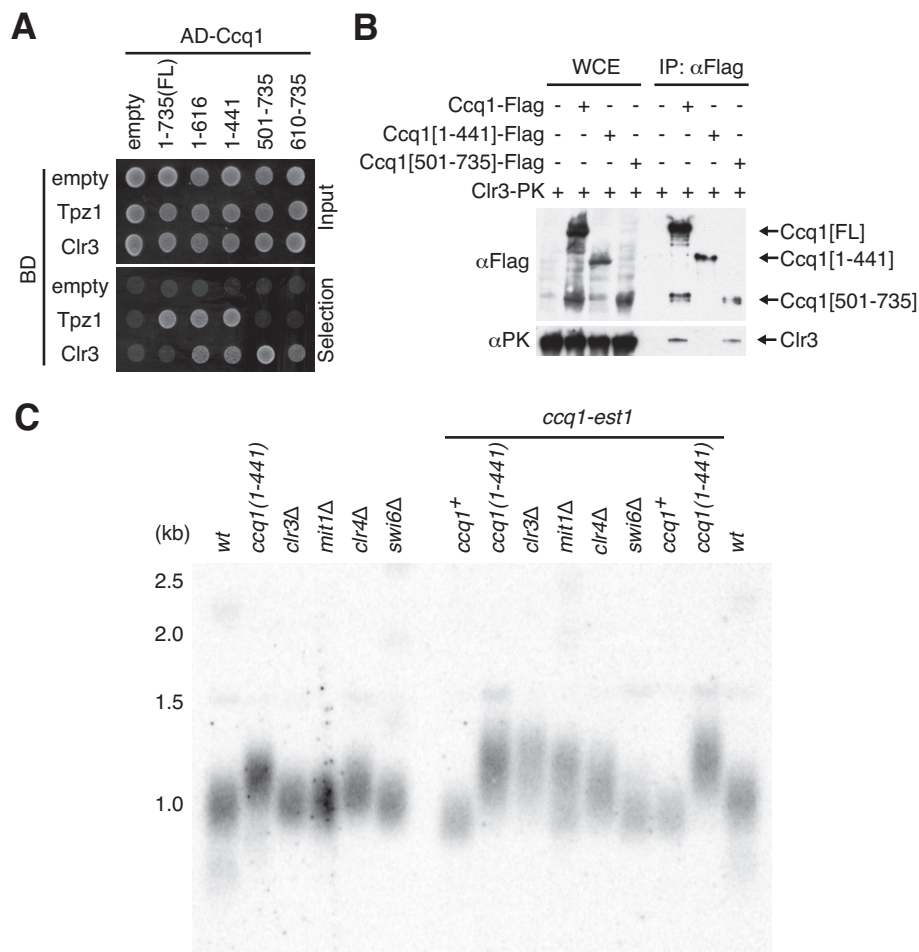 A
AD-Ccq1
empty
1-735(FL)
1-616
1-441
501-735
610-735
BD
empty
Tpz1
Clr3
Input
empty
Tpz1
Clr3
Selection
B
WCE IP: αFlag
Ccq1-Flag - + - - - + - -
Ccq1[1-441]-Flag - - + - - - + -
Ccq1[501-735]-Flag - - - + - - - +
Clr3-PK + + + + + + + +
αFlag
←Ccq1[FL]
←Ccq1[1-441]
←Ccq1[501-735]
αPK ←Clr3
C
ccq1-est1
(kb)
wt
ccq1(1-441)
clr3Δ
mit1Δ
clr4Δ
swi6Δ
ccq1+
ccq1(1-441)
clr3Δ
mit1Δ
clr4Δ
swi6Δ
ccq1+
ccq1(1-441)
wt
2.5
2.0
1.5
1.0